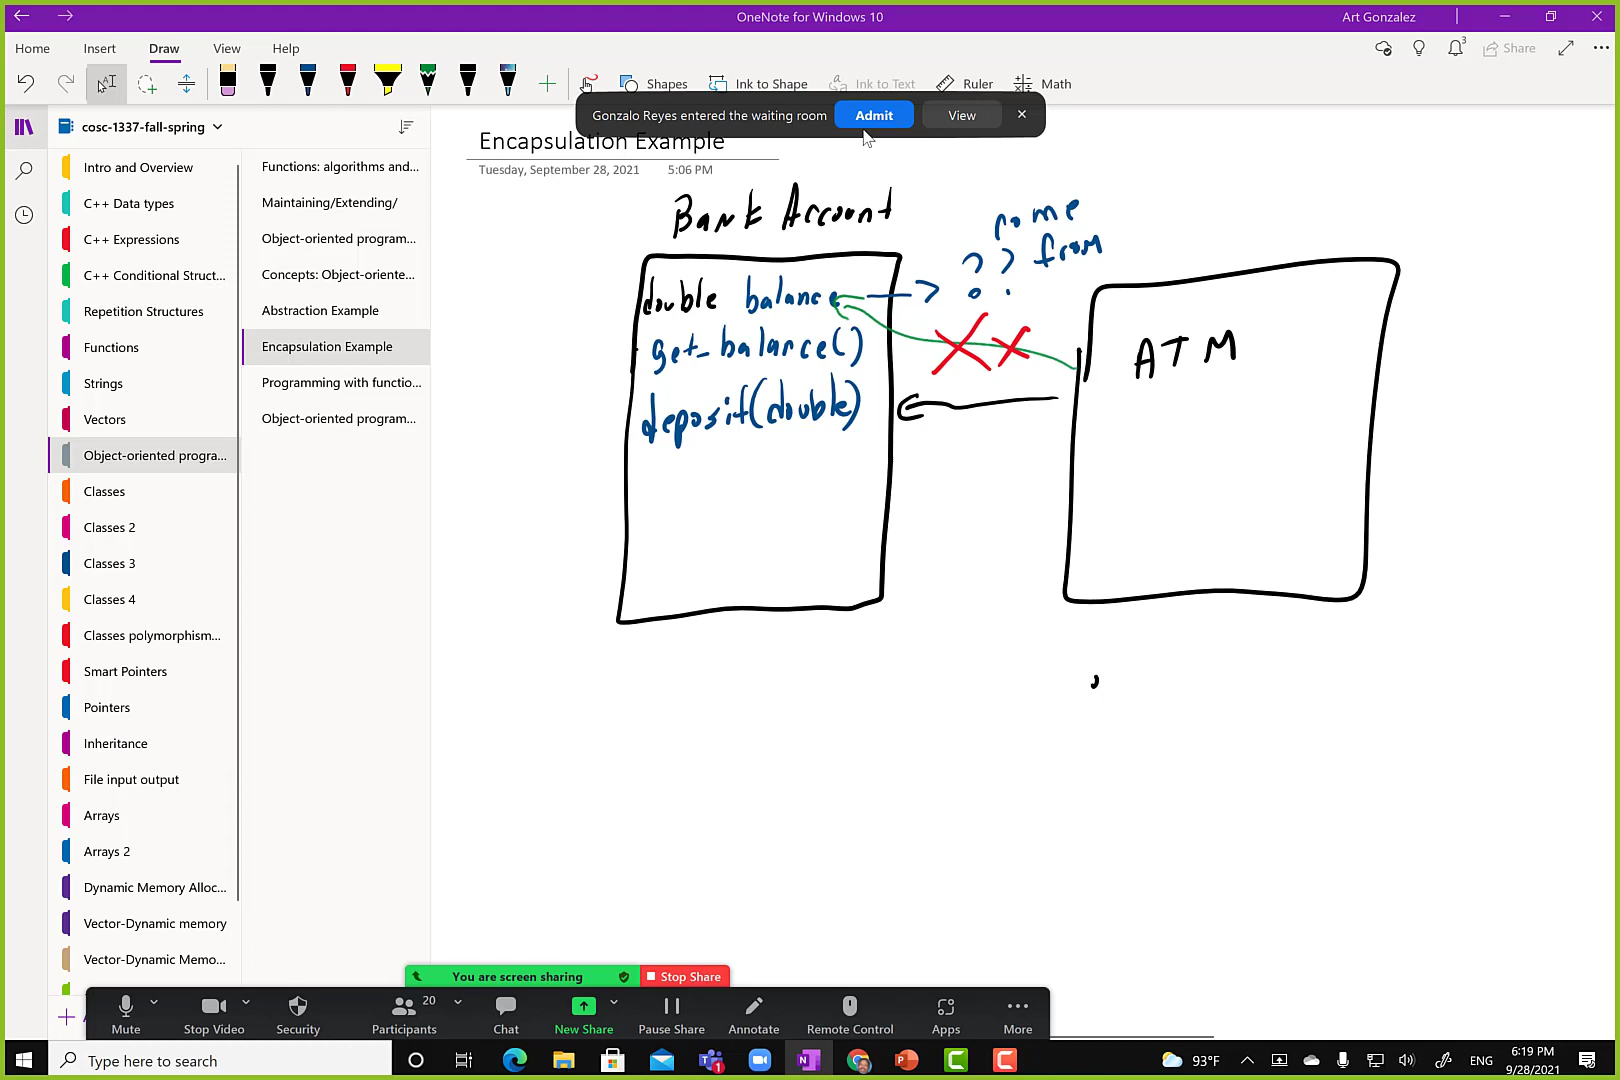 OneNote for Windows 10
Art Gonzalez
Home Insert Draw View Help
3
Share
Shapes
Ink to Shape
Ink to Text
Ruler
Math
Gonzalo Reyes entered the waiting room Admit View
cosc-1337-fall-spring
Intro and Overview
C++ Data types
C++ Expressions
C++ Conditional Struct...
Repetition Structures
Functions
Strings
Vectors
Object-oriented progra...
Classes
Classes 2
Classes 3
Classes 4
Classes polymorphism...
Smart Pointers
Pointers
Inheritance
File input output
Arrays
Arrays 2
Dynamic Memory Alloc...
Vector-Dynamic memory
Vector-Dynamic Memo...
Functions: algorithms and...
Maintaining/Extending/
Object-oriented program...
Concepts: Object-oriente...
Abstraction Example
Encapsulation Example
Programming with functio...
Object-oriented program...
Encapsulation Example
Tuesday, September 28, 2021 5:06 PM
Bank Account
double balance
get_balance()
deposit(double)
? ?
come
from
ATM
You are screen sharing Stop Share
Mute
Stop Video
Security
Participants 20
Chat
New Share
Pause Share
Annotate
Remote Control
Apps
More
Type here to search
1
93°F
ENG
6:19 PM
9/28/2021